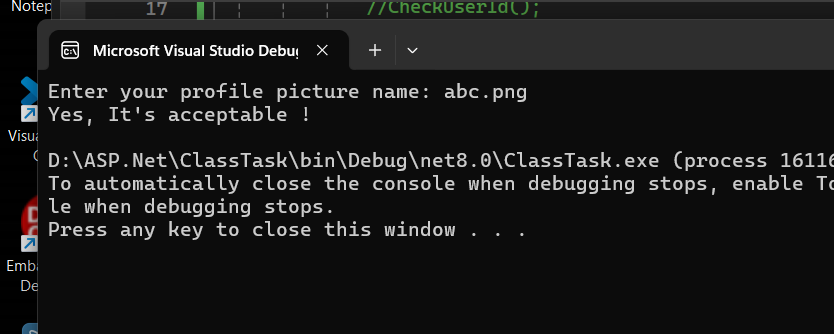 Notep
17 //CheckUserId();
Microsoft Visual Studio Debu
Enter your profile picture name: abc.png
Yes, It's acceptable !
D:\ASP.Net\ClassTask\bin\Debug\net8.0\ClassTask.exe (process 16116
To automatically close the console when debugging stops, enable To
le when debugging stops.
Press any key to close this window . . .
Visua
Emba
De